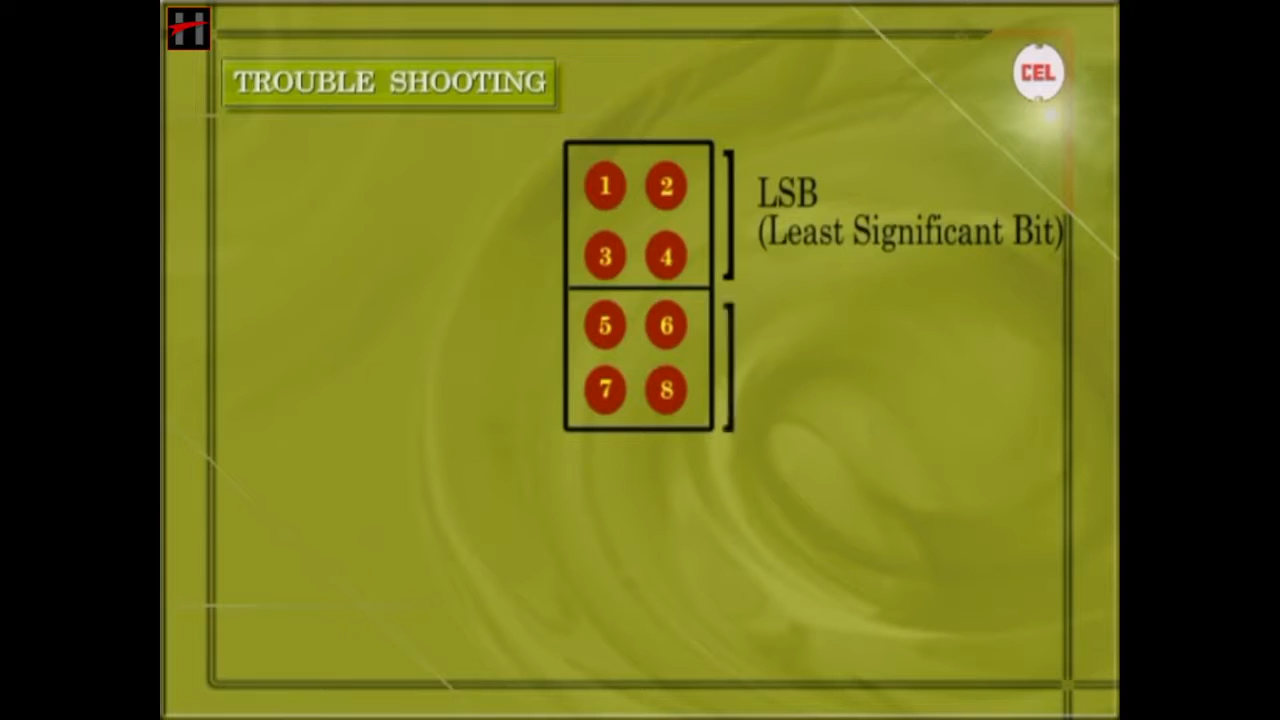 H
TROUBLE SHOOTING
CEL
1 2
3 4
5 6
7 8
LSB
(Least Significant Bit)